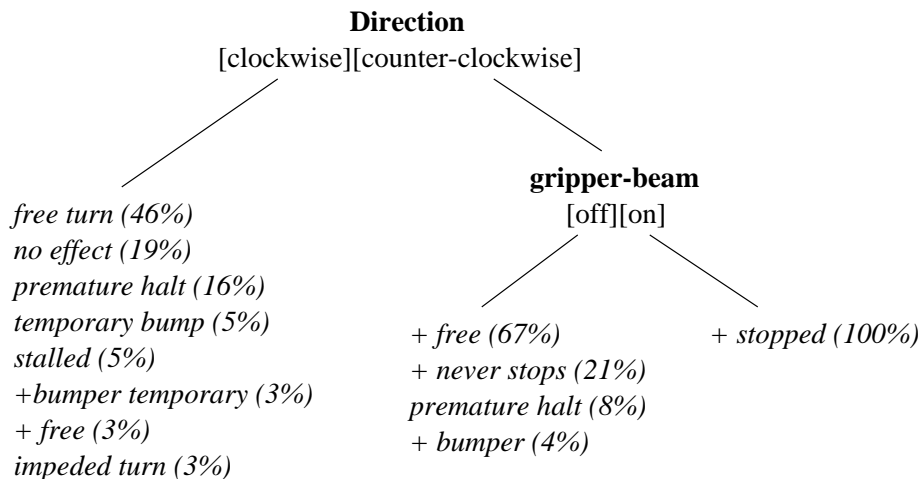 Direction
[clockwise][counter-clockwise]
gripper-beam
[off][on]
free turn (46%)
no effect (19%)
premature halt (16%)
temporary bump (5%)
stalled (5%)
+bumper temporary (3%)
+ free (3%)
impeded turn (3%)
+ free (67%)
+ never stops (21%)
premature halt (8%)
+ bumper (4%)
+ stopped (100%)